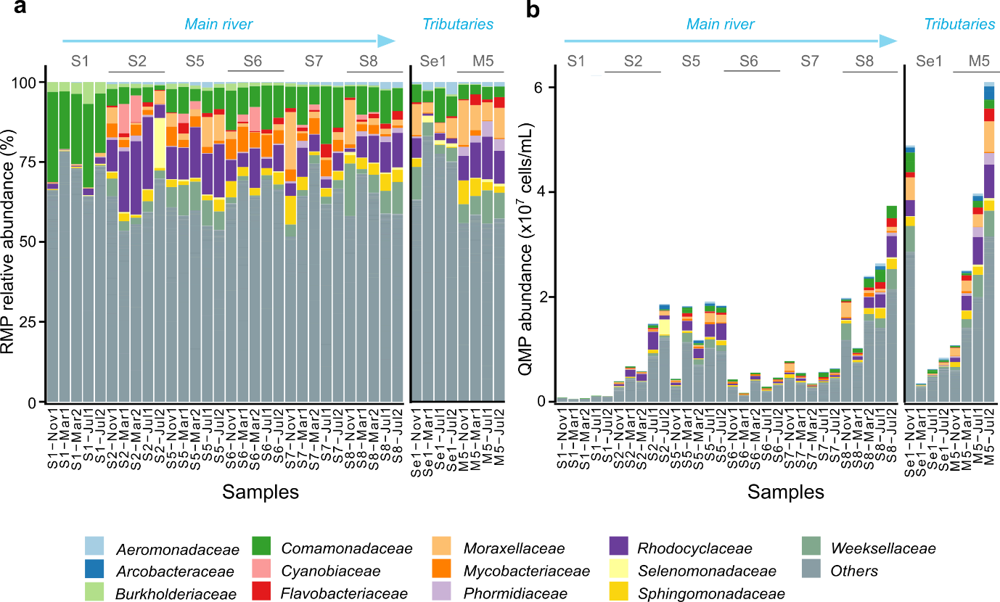 a
Main river
Tributaries
S1 S2 S5 S6 S7 S8 Se1 M5
RMP relative abundance (%)
100
75
50
25
0
S1-Nov1
S1-Mar1
S1-Mar2
S1-Jul1
S1-Jul2
S2-Nov1
S2-Mar1
S2-Mar2
S2-Jul1
S2-Jul2
S5-Nov1
S5-Mar1
S5-Mar2
S5-Jul1
S5-Jul2
S6-Nov1
S6-Mar1
S6-Mar2
S6-Jul1
S6-Jul2
S7-Nov1
S7-Mar1
S7-Mar2
S7-Jul1
S7-Jul2
S8-Nov1
S8-Mar1
S8-Mar2
S8-Jul1
S8-Jul2
Se1-Nov1
Se1-Mar1
Se1-Jul1
Se1-Jul2
M5-Nov1
M5-Mar1
M5-Jul1
M5-Jul2
Samples
b
Main river
Tributaries
S1 S2 S5 S6 S7 S8 Se1 M5
QMP abundance (x10⁷ cells/mL)
6
4
2
0
S1-Nov1
S1-Mar1
S1-Mar2
S1-Jul1
S1-Jul2
S2-Nov1
S2-Mar1
S2-Mar2
S2-Jul1
S2-Jul2
S5-Nov1
S5-Mar1
S5-Mar2
S5-Jul1
S5-Jul2
S6-Nov1
S6-Mar1
S6-Mar2
S6-Jul1
S6-Jul2
S7-Nov1
S7-Mar1
S7-Mar2
S7-Jul1
S7-Jul2
S8-Nov1
S8-Mar1
S8-Mar2
S8-Jul1
S8-Jul2
Se1-Nov1
Se1-Mar1
Se1-Jul1
Se1-Jul2
M5-Nov1
M5-Mar1
M5-Jul1
M5-Jul2
Samples
Aeromonadaceae
Arcobacteraceae
Burkholderiaceae
Comamonadaceae
Cyanobiaceae
Flavobacteriaceae
Moraxellaceae
Mycobacteriaceae
Phormidiaceae
Rhodocyclaceae
Selenomonadaceae
Sphingomonadaceae
Weeksellaceae
Others